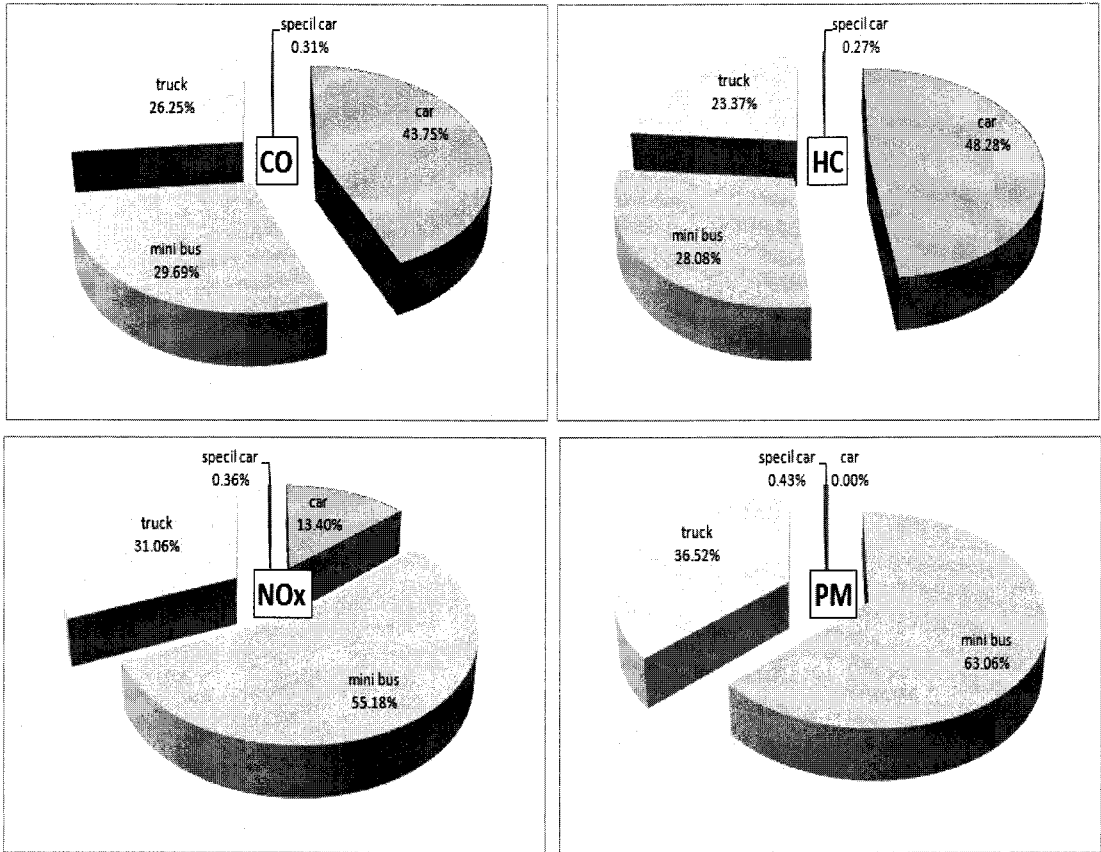 specil car
0.31%
truck
26.25%
car
43.75%
CO
mini bus
29.69%
specil car
0.27%
truck
23.37%
car
48.28%
HC
mini bus
28.08%
specil car
0.36%
car
13.40%
truck
31.06%
NOx
mini bus
55.18%
specil car
0.43%
car
0.00%
truck
36.52%
PM
mini bus
63.06%